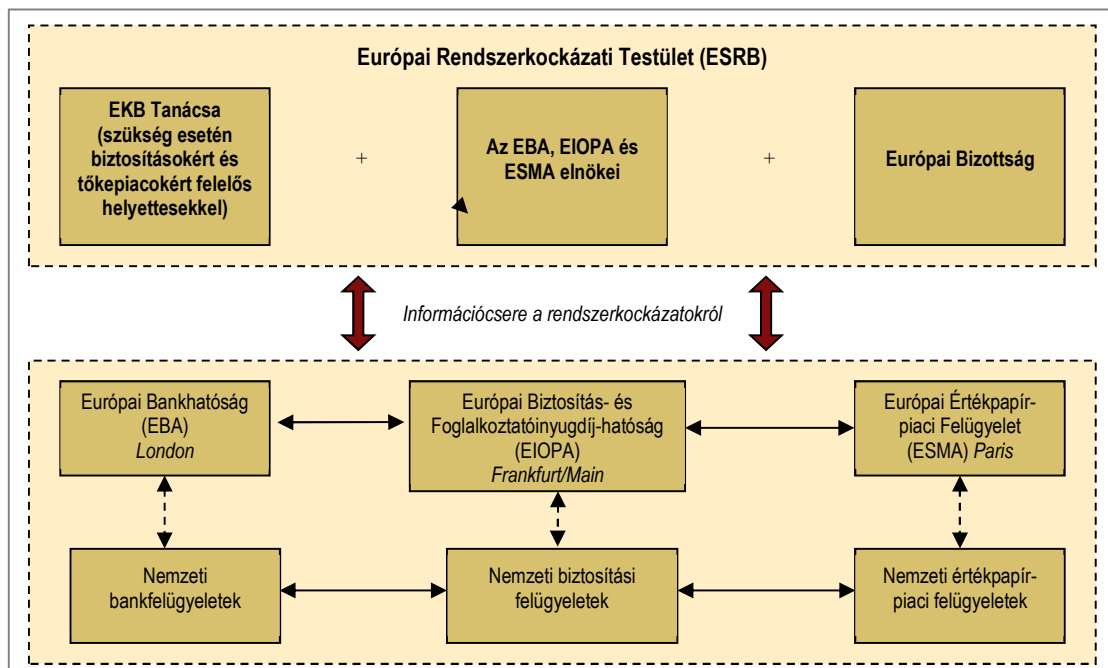 Európai Rendszerkockázati Testület (ESRB)
EKB Tanácsa
(szükség esetén
biztosításokért és
tőkepiacokért felelős
helyettesekkel)
+
Az EBA, EIOPA és
ESMA elnökei
+
Európai Bizottság
Információcsere a rendszerkockázatokról
Európai Bankhatóság
(EBA)
London
Európai Biztosítás- és
Foglalkoztatóinyugdíj-hatóság
(EIOPA)
Frankfurt/Main
Európai Értékpapír-
piaci Felügyelet
(ESMA) Paris
Nemzeti
bankfelügyeletek
Nemzeti biztosítási
felügyeletek
Nemzeti értékpapír-
piaci felügyeletek